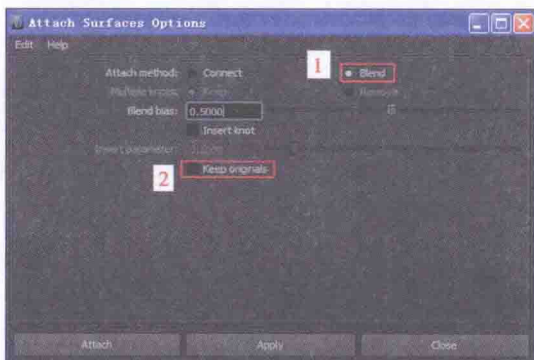 Attach Surfaces Options
Edit Help
1
Attach method: Connect Blend
Multiple knots: Keep Remove
Blend bias: 0.5000
Insert knot
Insert parameter:
2
Keep originals
Attach Apply Close